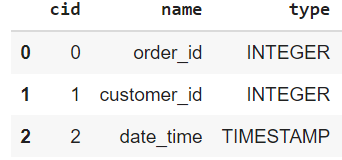 cid name type
0 0 order_id INTEGER
1 1 customer_id INTEGER
2 2 date_time TIMESTAMP